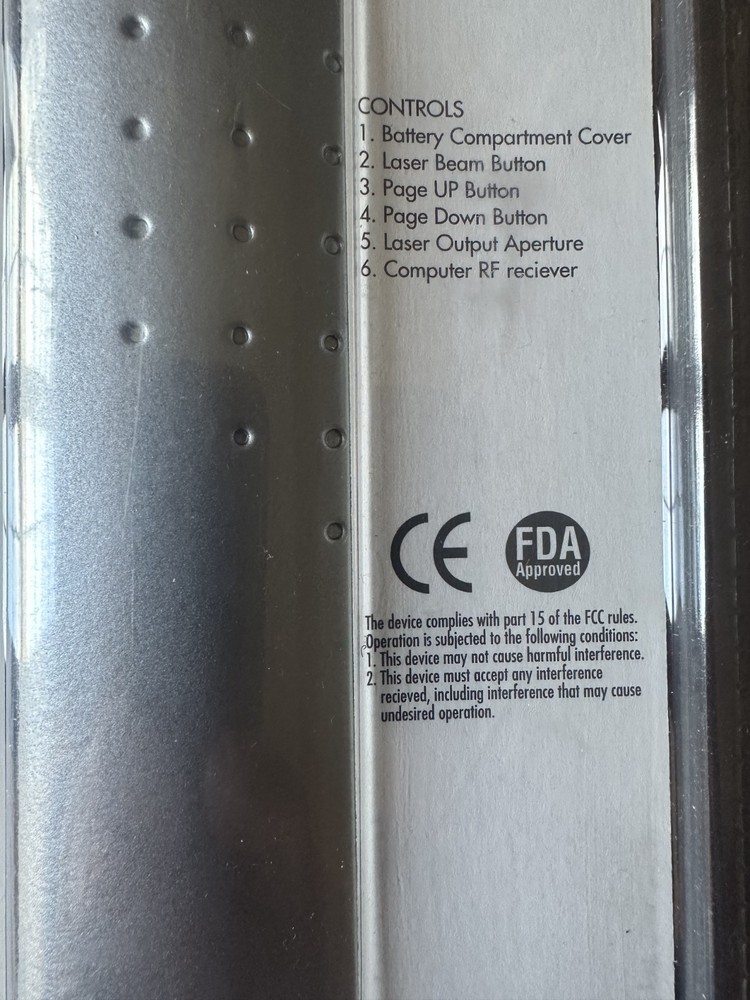 CONTROLS
1. Battery Compartment Cover
2. Laser Beam Button
3. Page UP Button
4. Page Down Button
5. Laser Output Aperture
6. Computer RF reciever
CE
FDA
Approved
The device complies with part 15 of the FCC rules.
Operation is subjected to the following conditions:
1. This device may not cause harmful interference.
2. This device must accept any interference
recieved, including interference that may cause
undesired operation.